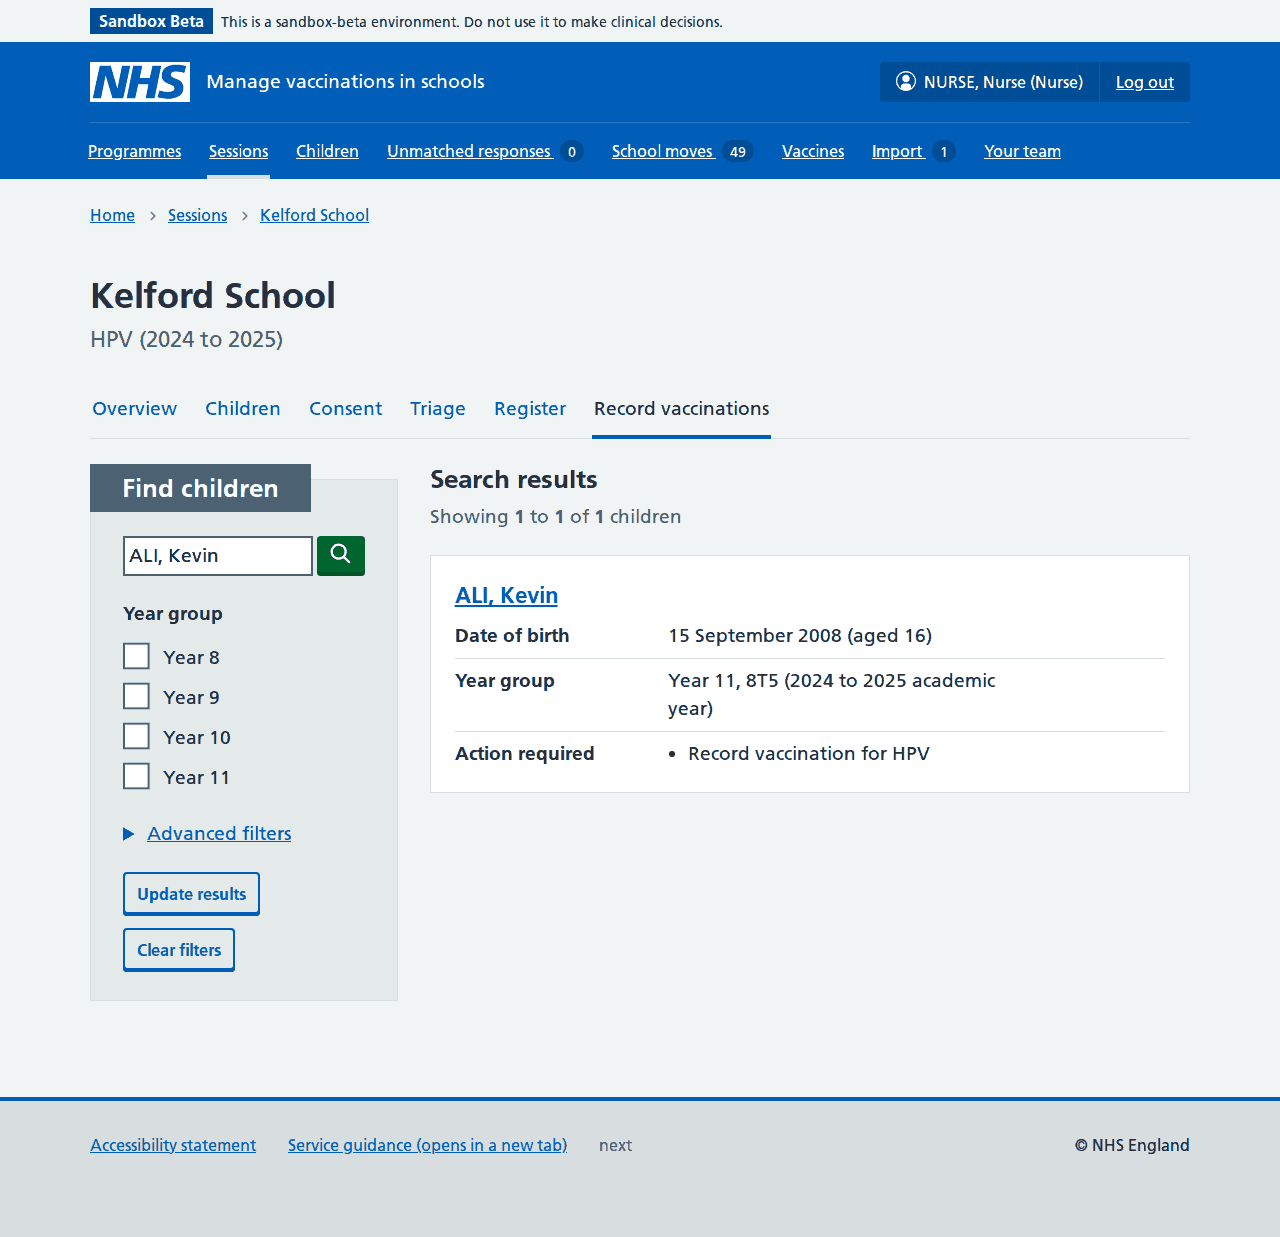 Sandbox Beta This is a sandbox-beta environment. Do not use it to make clinical decisions.
NHS Manage vaccinations in schools NURSE, Nurse (Nurse) Log out
Programmes Sessions Children Unmatched responses 0 School moves 49 Vaccines Import 1 Your team
Home Sessions Kelford School
Kelford School
HPV (2024 to 2025)
Overview Children Consent Triage Register Record vaccinations
Find children
ALI, Kevin
Year group
Year 8
Year 9
Year 10
Year 11
Advanced filters
Update results
Clear filters
Search results
Showing 1 to 1 of 1 children
ALI, Kevin
Date of birth 15 September 2008 (aged 16)
Year group Year 11, 8T5 (2024 to 2025 academic
year)
Action required • Record vaccination for HPV
Accessibility statement Service guidance (opens in a new tab) next © NHS England